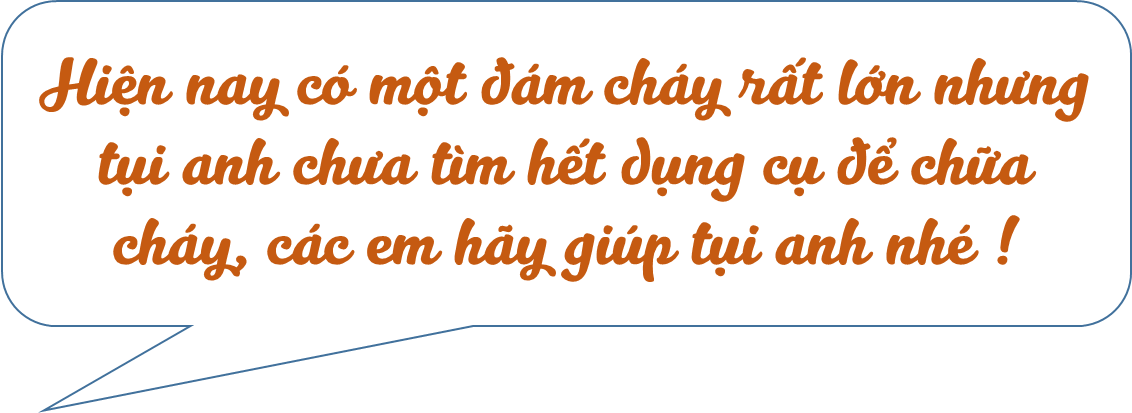 Hiện nay có một đám cháy rất lớn nhưng
tụi anh chưa tìm hết dụng cụ để chữa
cháy, các em hãy giúp tụi anh nhé !